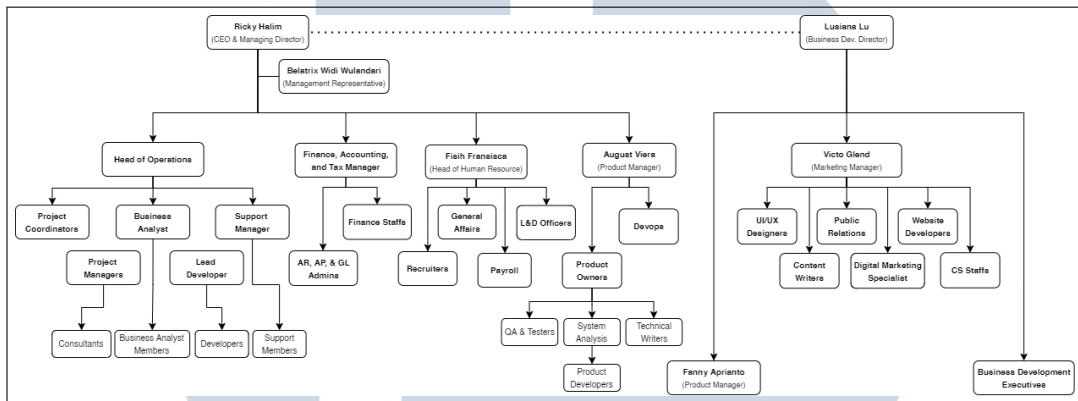 Ricky Halim
(CEO & Managing Director)
Lusiana Lu
(Business Dev. Director)
Belatrix Widi Wulandari
(Management Representative)
Head of Operations
Finance, Accounting,
and Tax Manager
Fisih Fransisca
(Head of Human Resource)
August Viera
(Product Manager)
Victo Glend
(Marketing Manager)
Project
Coordinators
Business
Analyst
Support
Manager
Finance Staffs
General
Affairs
L&D Officers
Devops
UI/UX
Designers
Public
Relations
Website
Developers
Project
Managers
Lead
Developer
AR, AP, & GL
Admins
Recruiters
Payroll
Product
Owners
Content
Writers
Digital Marketing
Specialist
CS Staffs
Consultants
Business Analyst
Members
Developers
Support
Members
QA & Testers
System
Analysis
Technical
Writers
Product
Developers
Fanny Aprianto
(Product Manager)
Business Development
Executives